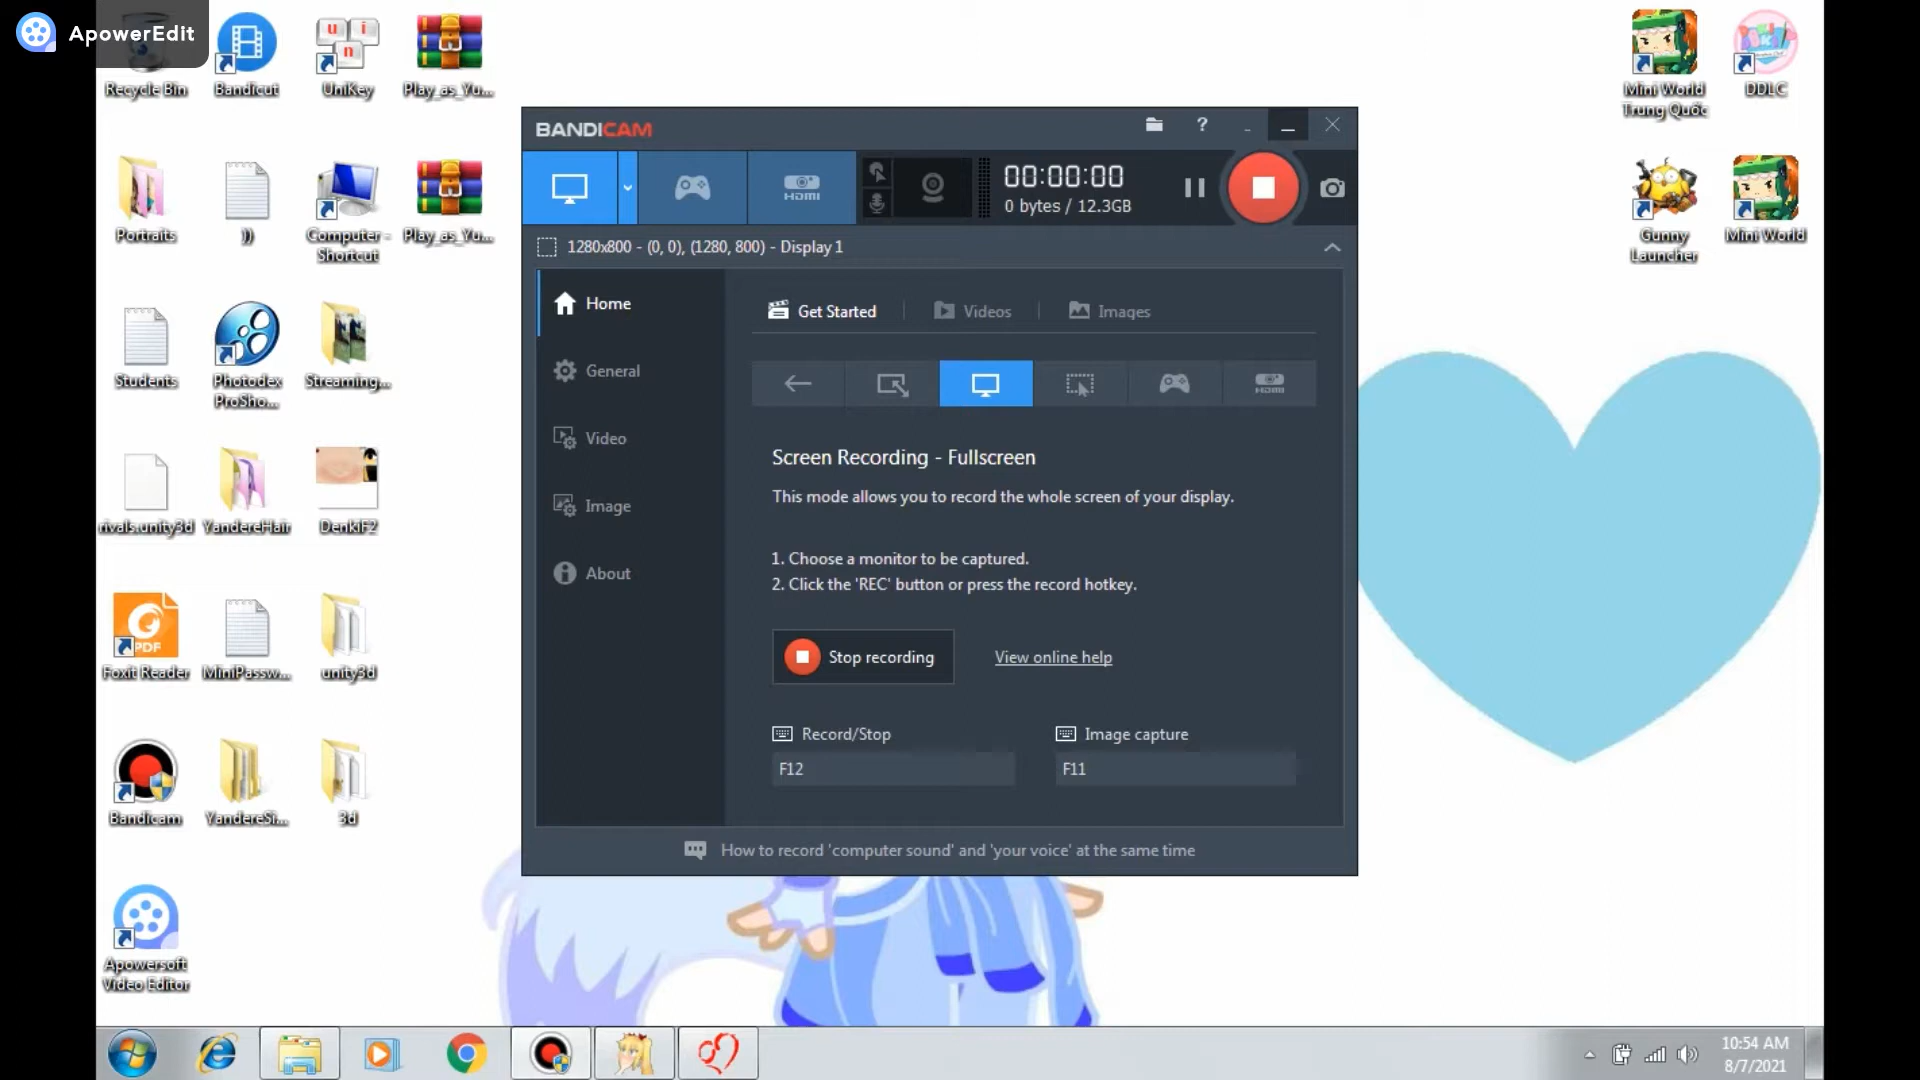 ApowerEdit
Recycle Bin
Bandicut
UniKey
Play_as_Yu...
Portraits
))
Computer - Shortcut
Play_as_Yu...
Students
Photodex ProSho...
Streaming...
rivals.unity3d
YandereHair
DenkiF2
Foxit Reader
MiniPassw...
unity3d
Bandicam
YandereSi...
3d
Apowersoft Video Editor
Mini World Trung Quốc
DDLC
Gunny Launcher
Mini World
BANDICAM
?
HDMI
00:00:00
0 bytes / 12.3GB
1280x800 - (0, 0), (1280, 800) - Display 1
Home
General
Video
Image
About
Get Started
Videos
Images
HDMI
Screen Recording - Fullscreen
This mode allows you to record the whole screen of your display.
1. Choose a monitor to be captured.
2. Click the 'REC' button or press the record hotkey.
Stop recording
View online help
Record/Stop
Image capture
F12
F11
How to record 'computer sound' and 'your voice' at the same time
10:54 AM
8/7/2021